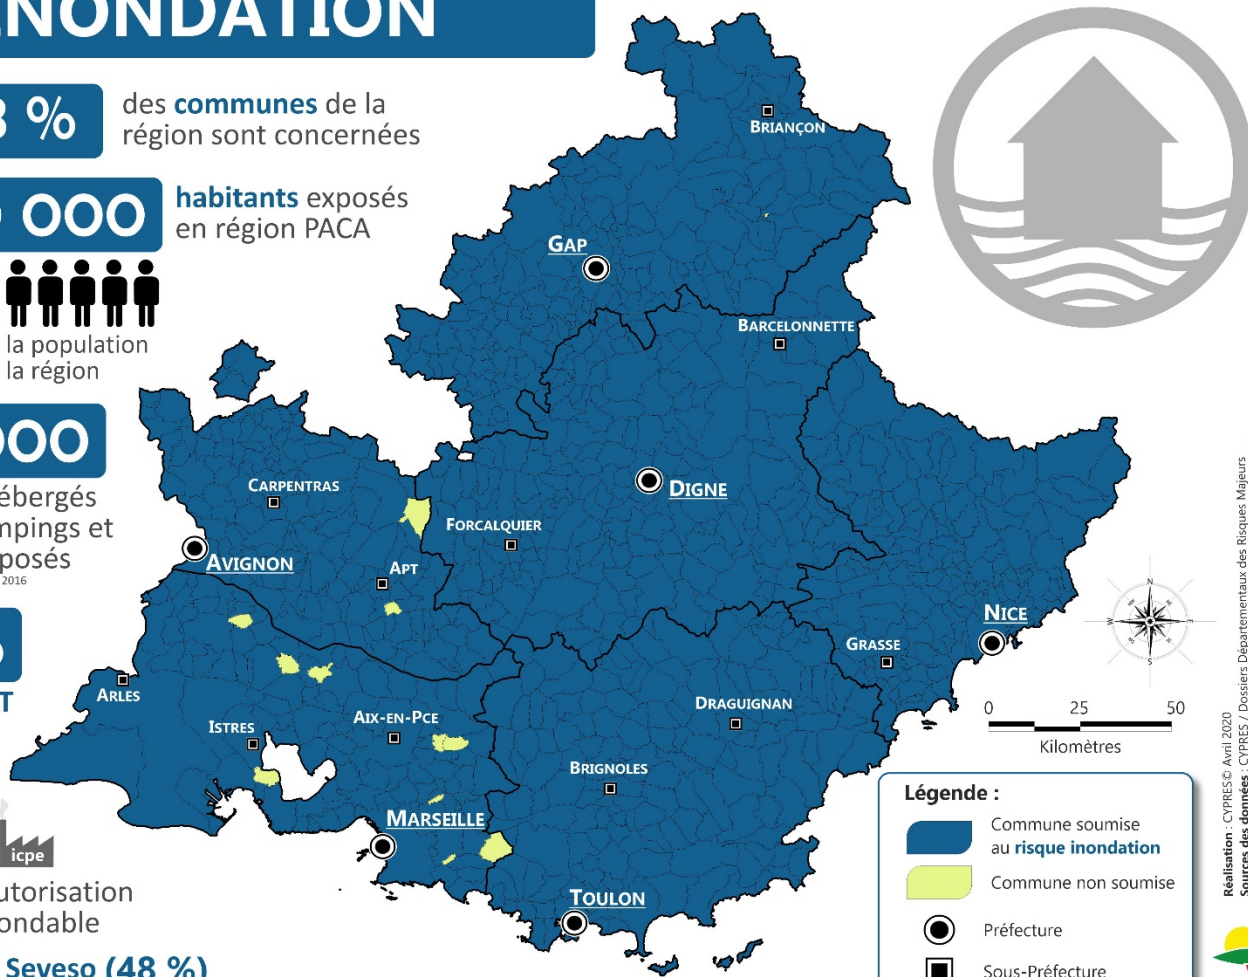 INONDATION
%
des communes de la
région sont concernées
000
habitants exposés
en région PACA
la population
la région
000
ébergés
mpings et
posés
2016
T
icpe
utorisation
ondable
Seveso (48 %)
BRIANÇON
GAP
BARCELONNETTE
CARPENTRAS
DIGNE
FORCALQUIER
AVIGNON
APT
NICE
GRASSE
ARLES
DRAGUIGNAN
ISTRES
AIX-EN-PCE
BRIGNOLES
MARSEILLE
TOULON
N
W
E
S
0 25 50
Kilomètres
Légende :
Commune soumise
au risque inondation
Commune non soumise
Préfecture
Sous-Préfecture
Réalisation : CYPRES© Avril 2020
Sources des données : CYPRES / Dossiers Départementaux des Risques Majeurs